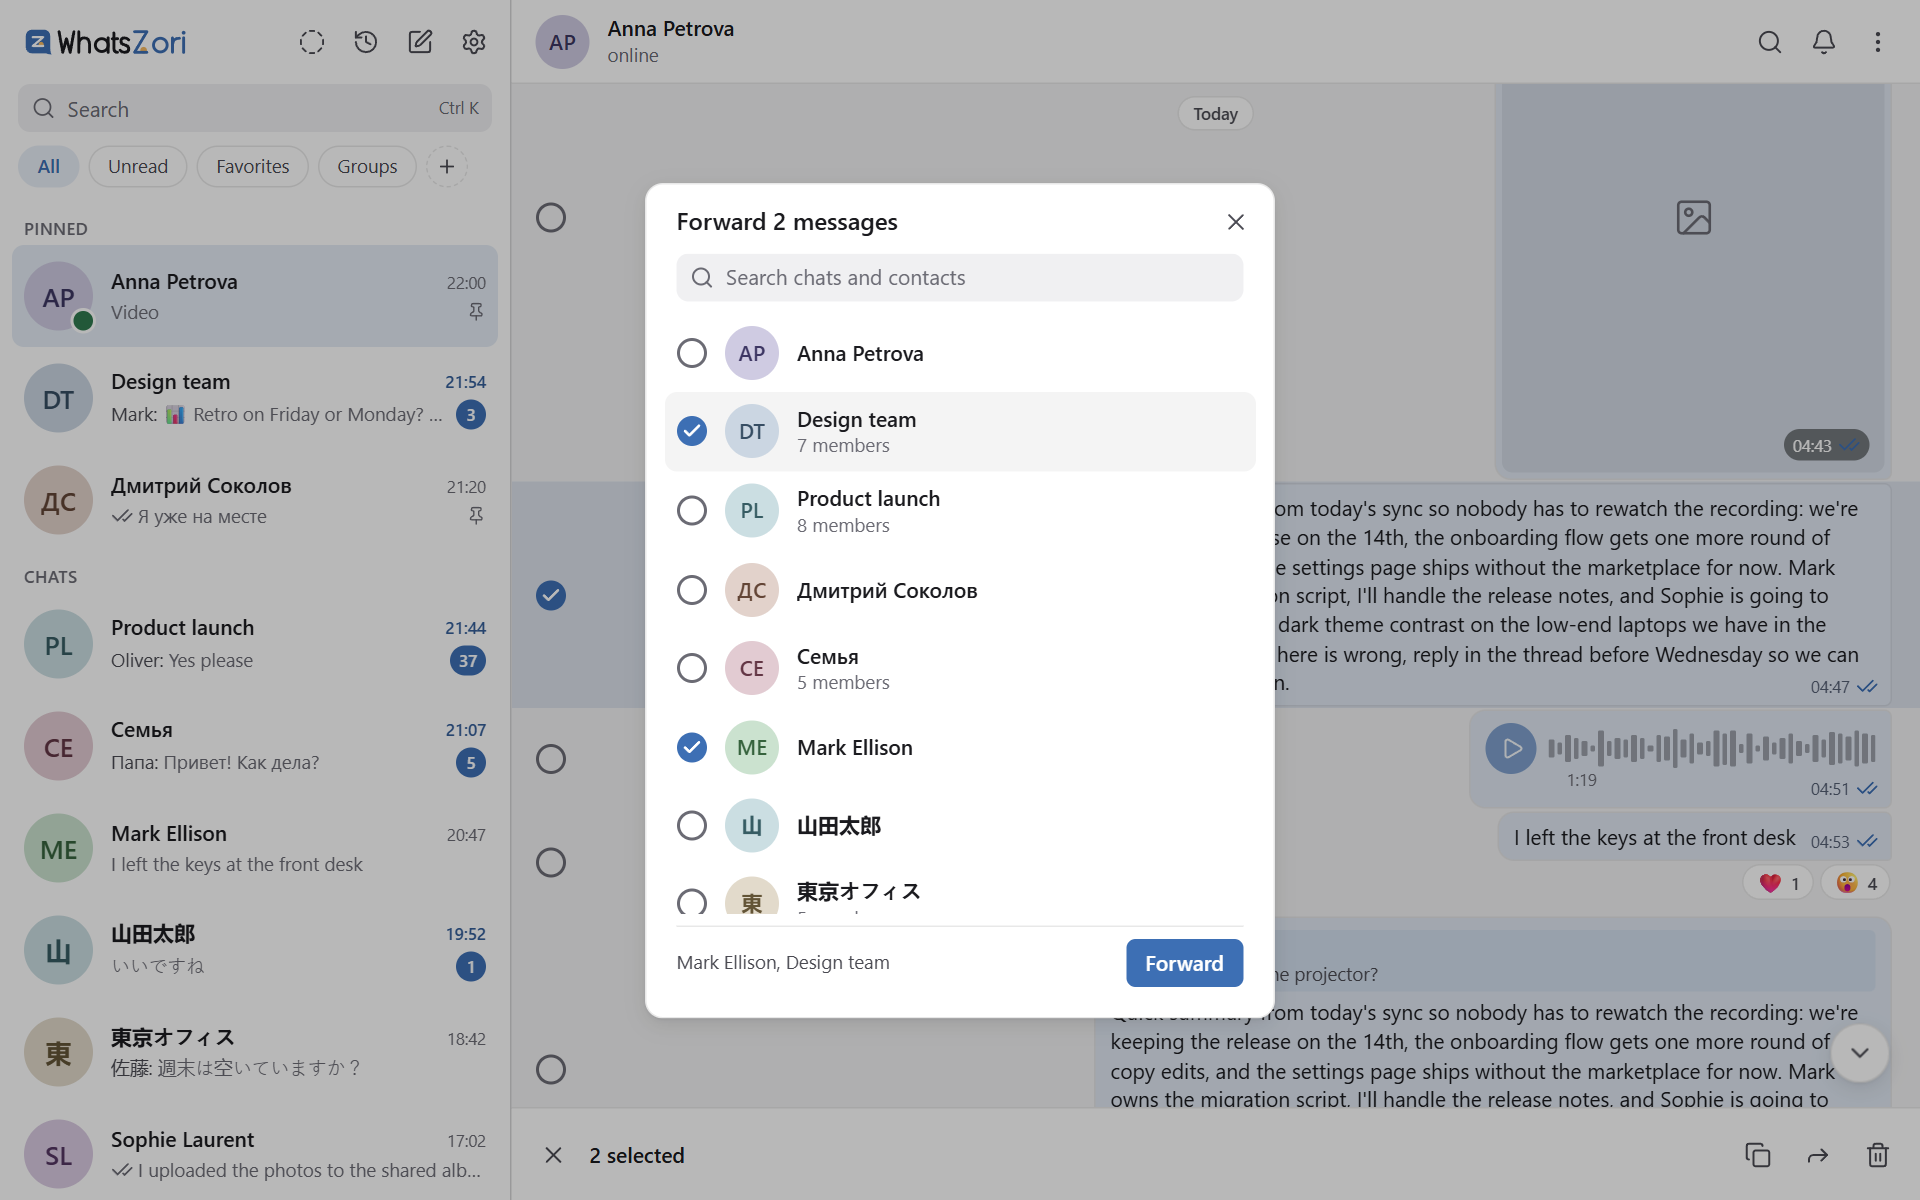 WhatsZori
Search
Ctrl K
All
Unread
Favorites
Groups
PINNED
AP
Anna Petrova
22:00
Video
DT
Design team
21:54
Mark: 📊 Retro on Friday or Monday? ...
3
ДС
Дмитрий Соколов
21:20
Я уже на месте
CHATS
PL
Product launch
21:44
Oliver: Yes please
37
СЕ
Семья
21:07
Папа: Привет! Как дела?
5
ME
Mark Ellison
20:47
I left the keys at the front desk
山
山田太郎
19:52
いいですね
1
東
東京オフィス
18:42
佐藤: 週末は空いていますか？
SL
Sophie Laurent
17:02
I uploaded the photos to the shared alb...
AP
Anna Petrova
online
Today
04:43
om today's sync so nobody has to rewatch the recording: we're
se on the 14th, the onboarding flow gets one more round of
e settings page ships without the marketplace for now. Mark
n script, I'll handle the release notes, and Sophie is going to
dark theme contrast on the low-end laptops we have in the
here is wrong, reply in the thread before Wednesday so we can
n.
04:47
1:19
04:51
I left the keys at the front desk
04:53
❤️ 1
😲 4
e projector?
Quick summary from today's sync so nobody has to rewatch the recording: we're
keeping the release on the 14th, the onboarding flow gets one more round of
copy edits, and the settings page ships without the marketplace for now. Mark
owns the migration script, I'll handle the release notes, and Sophie is going to
2 selected
Forward 2 messages
Search chats and contacts
AP
Anna Petrova
DT
Design team
7 members
PL
Product launch
8 members
ДС
Дмитрий Соколов
СЕ
Семья
5 members
ME
Mark Ellison
山
山田太郎
東
東京オフィス
Mark Ellison, Design team
Forward